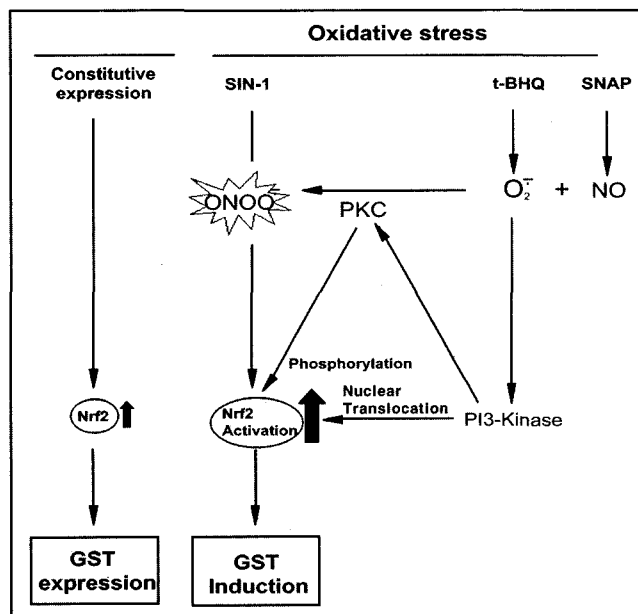 Oxidative stress
Constitutive
expression
SIN-1
t-BHQ
SNAP
ONOO⁻
O₂⁻ + NO
PKC
Phosphorylation
Nuclear
Translocation
Nrf2
Nrf2
Activation
PI3-Kinase
GST
expression
GST
Induction